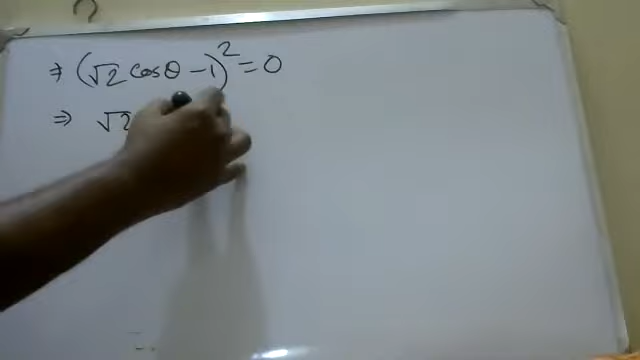 ⇒ (√2 cosθ −1)² = 0
⇒ √2